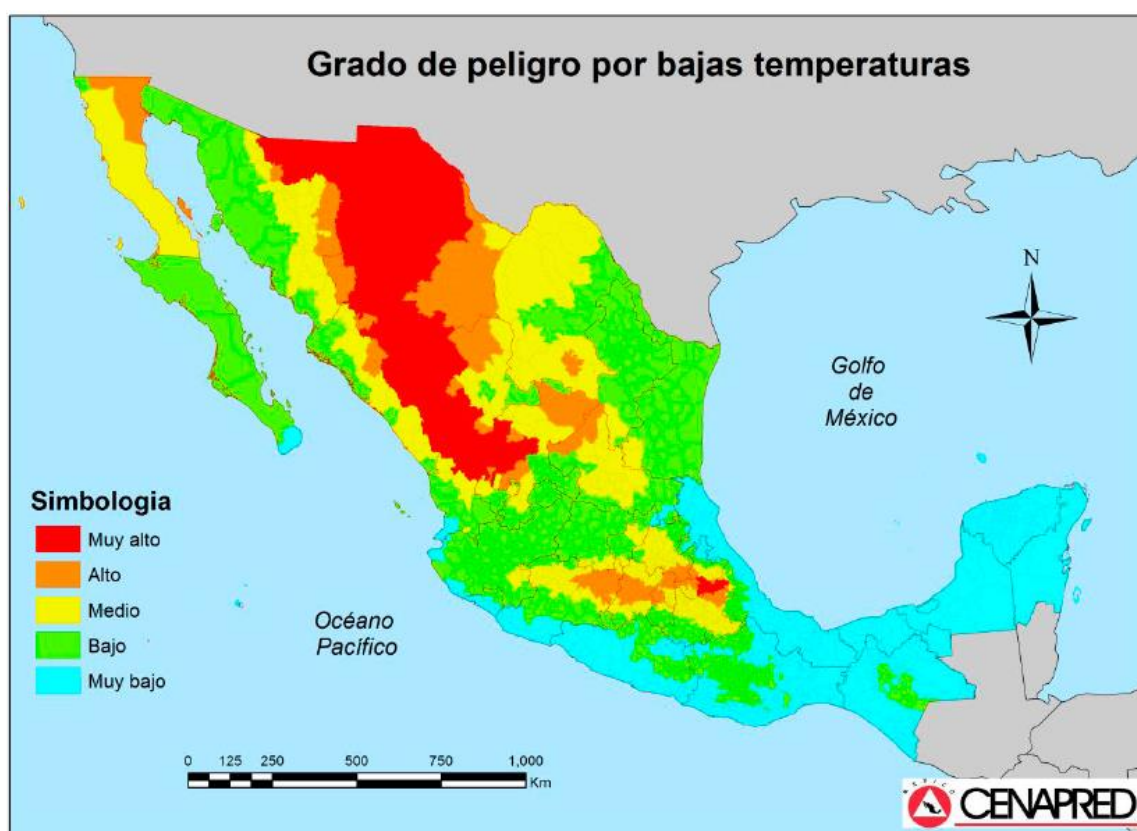 Grado de peligro por bajas temperaturas
N
Golfo
de
México
Simbologia
Muy alto
Alto
Medio
Bajo
Muy bajo
Océano
Pacífico
0 125 250 500 750 1,000
Km
MÉXICO
CENAPRED